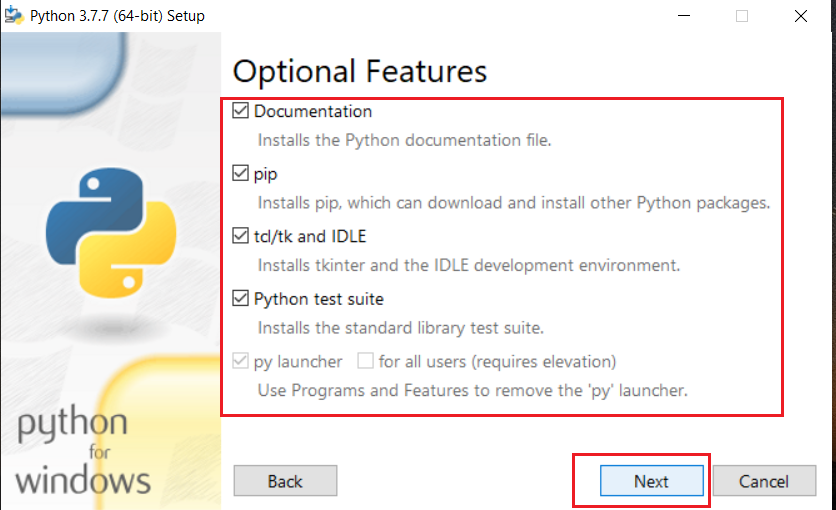 Python 3.7.7 (64-bit) Setup
Optional Features
Documentation
Installs the Python documentation file.
pip
Installs pip, which can download and install other Python packages.
tcl/tk and IDLE
Installs tkinter and the IDLE development environment.
Python test suite
Installs the standard library test suite.
py launcher for all users (requires elevation)
Use Programs and Features to remove the 'py' launcher.
python
for
windows
Back Next Cancel